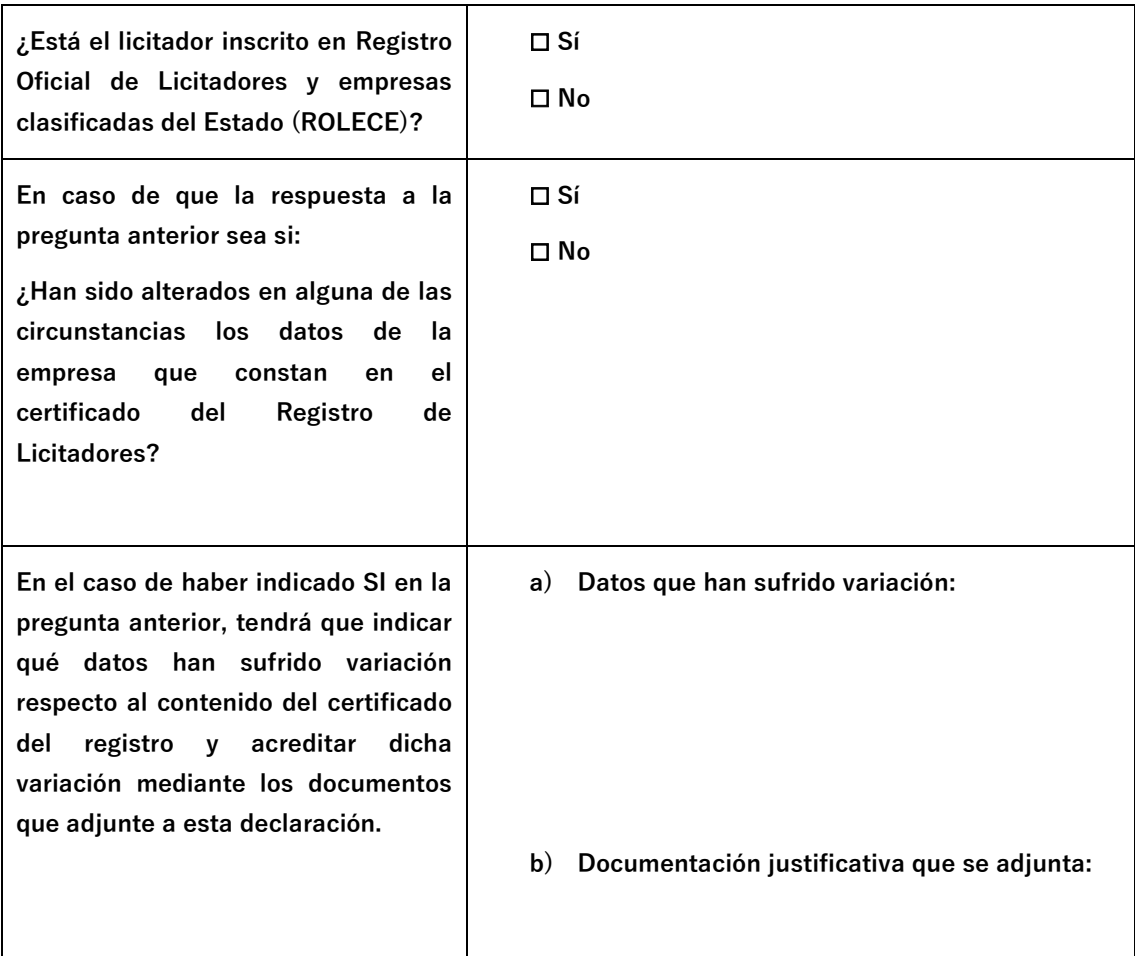 ¿Está el licitador inscrito en Registro
Oficial de Licitadores y empresas
clasificadas del Estado (ROLECE)?
☐ Sí
☐ No
En caso de que la respuesta a la
pregunta anterior sea si:
¿Han sido alterados en alguna de las
circunstancias los datos de la
empresa que constan en el
certificado del Registro de
Licitadores?
☐ Sí
☐ No
En el caso de haber indicado SI en la
pregunta anterior, tendrá que indicar
qué datos han sufrido variación
respecto al contenido del certificado
del registro y acreditar dicha
variación mediante los documentos
que adjunte a esta declaración.
a) Datos que han sufrido variación:
b) Documentación justificativa que se adjunta: